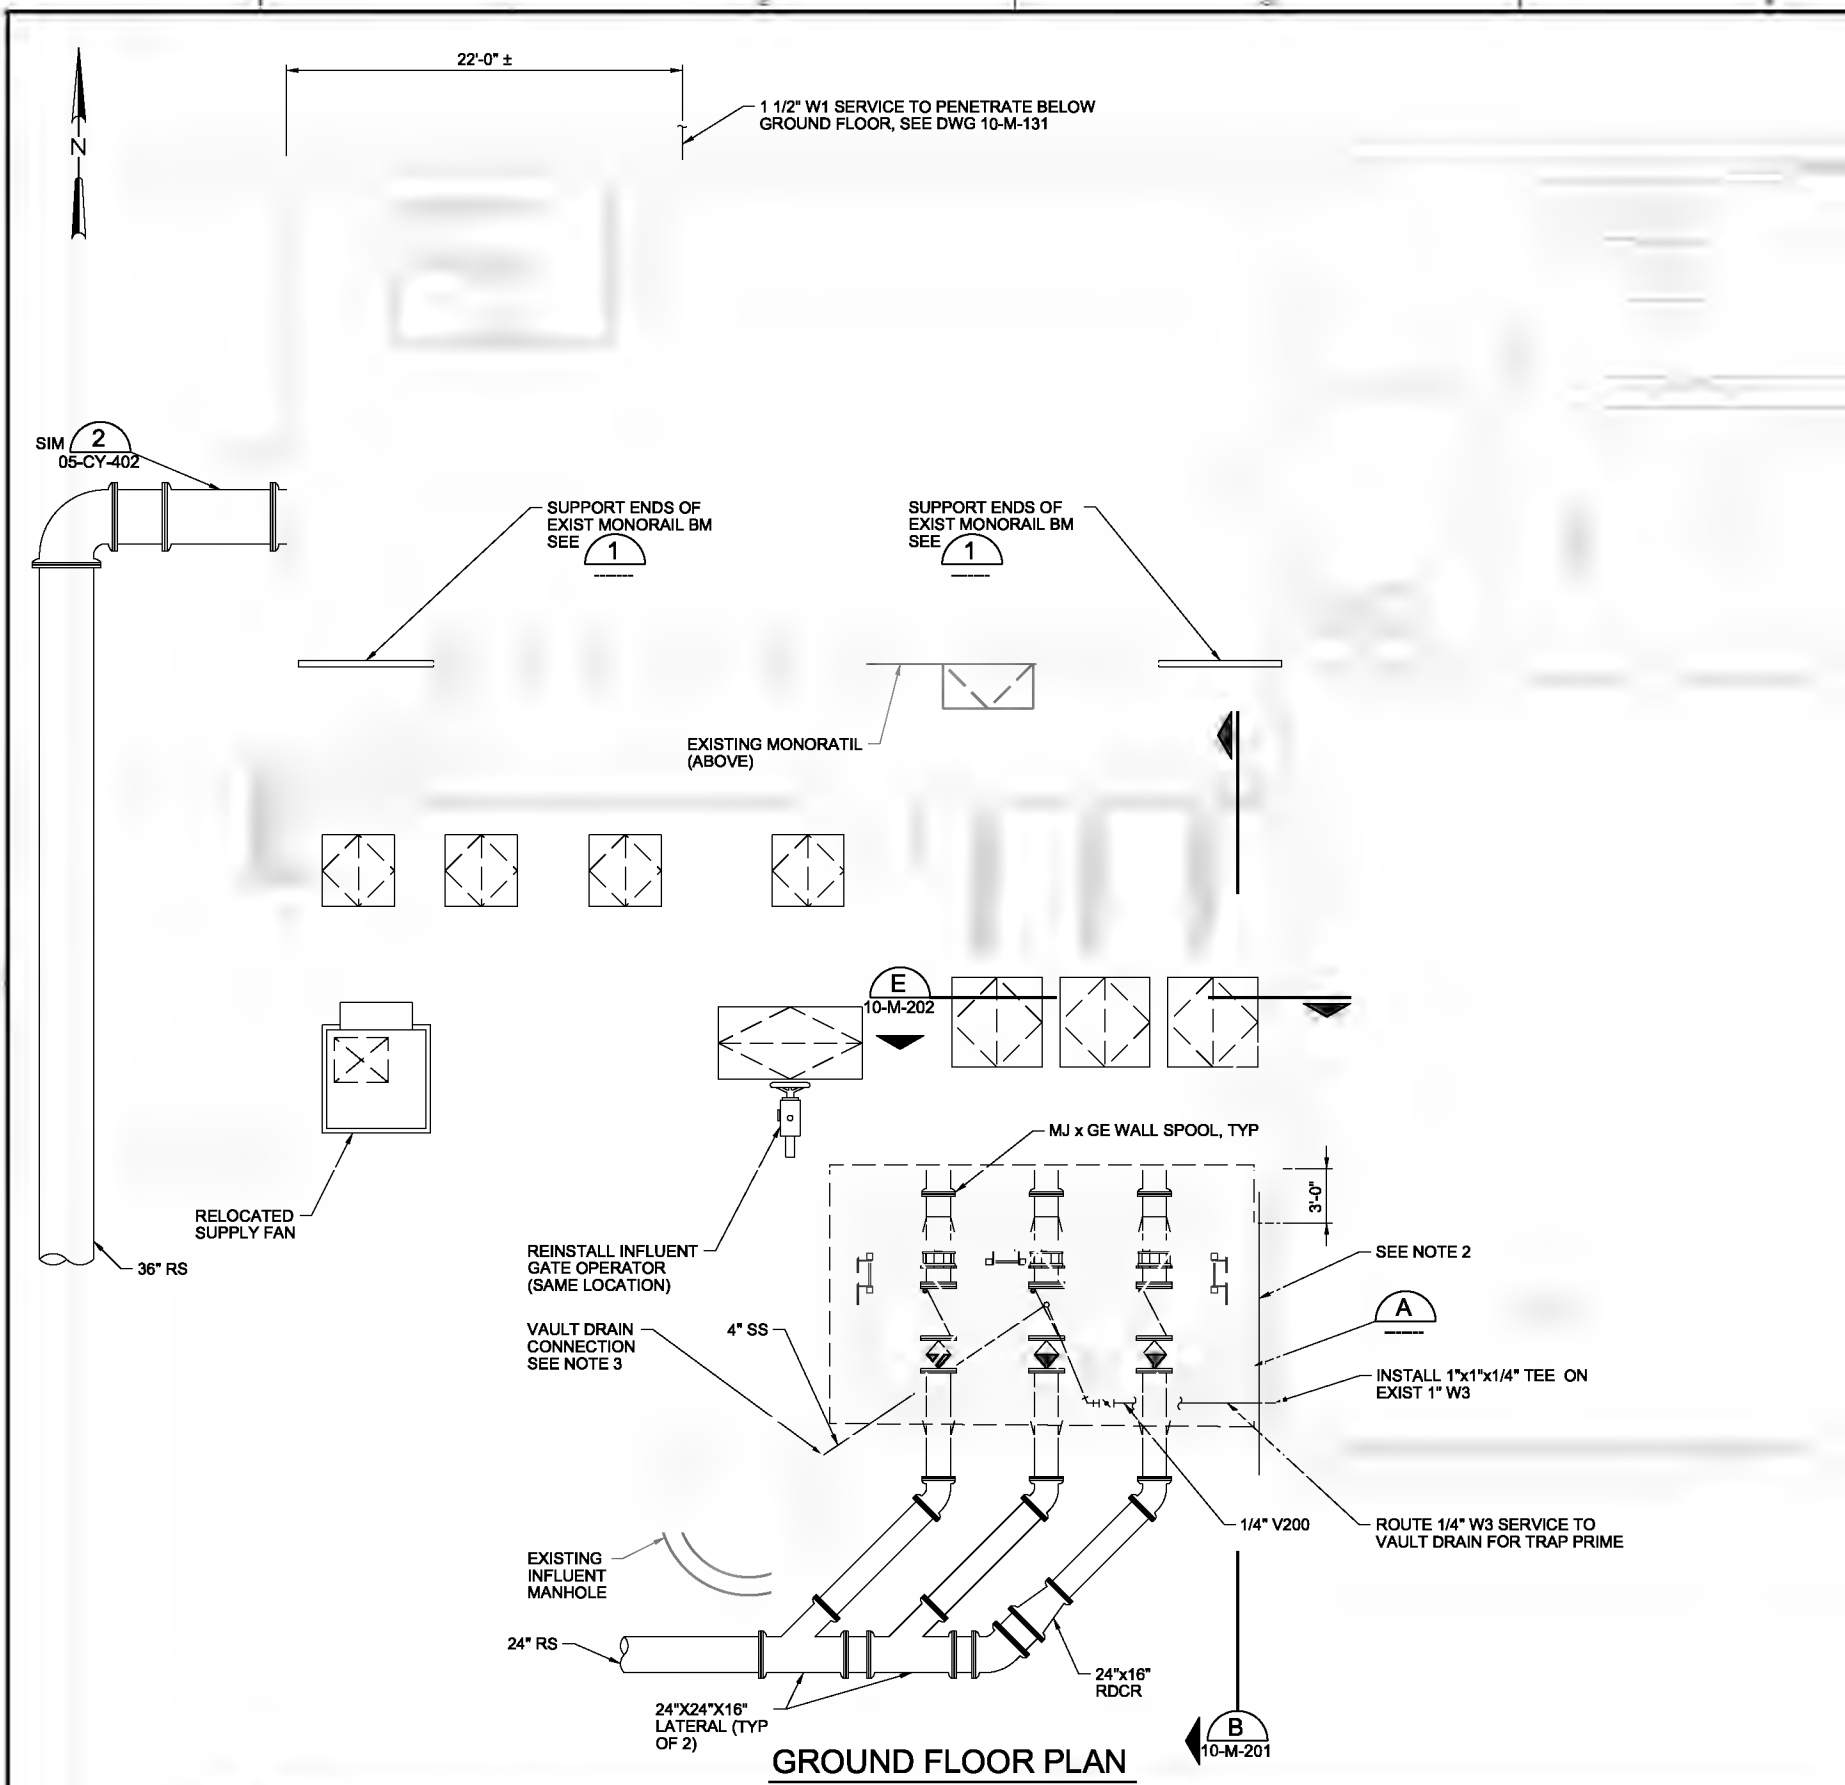 22'-0" ±
1 1/2" W1 SERVICE TO PENETRATE BELOW
GROUND FLOOR, SEE DWG 10-M-131
N
SIM
2
05-CY-402
SUPPORT ENDS OF
EXIST MONORAIL BM
SEE
1
SUPPORT ENDS OF
EXIST MONORAIL BM
SEE
1
EXISTING MONORATIL
(ABOVE)
E
10-M-202
MJ x GE WALL SPOOL, TYP
3'-0"
RELOCATED
SUPPLY FAN
36" RS
REINSTALL INFLUENT
GATE OPERATOR
(SAME LOCATION)
SEE NOTE 2
A
VAULT DRAIN
CONNECTION
SEE NOTE 3
4" SS
INSTALL 1"x1"x1/4" TEE ON
EXIST 1" W3
1/4" V200
ROUTE 1/4" W3 SERVICE TO
VAULT DRAIN FOR TRAP PRIME
EXISTING
INFLUENT
MANHOLE
24" RS
24"x16"
RDCR
24"X24"X16"
LATERAL (TYP
OF 2)
B
10-M-201
GROUND FLOOR PLAN